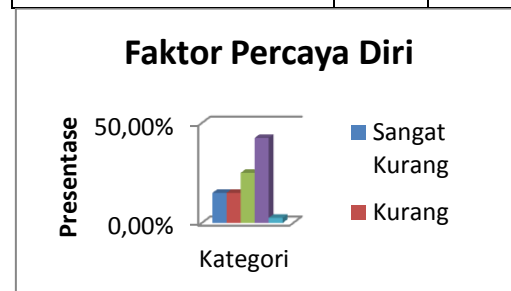 Faktor Percaya Diri
Presentase
50,00%
0,00%
Kategori
Sangat
Kurang
Kurang